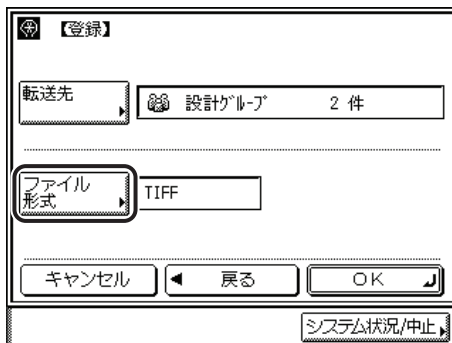 【登録】
転送先
設計ｸﾞﾙｰﾌﾟ 2 件
ファイル
形式
TIFF
キャンセル
戻る
OK
システム状況/中止